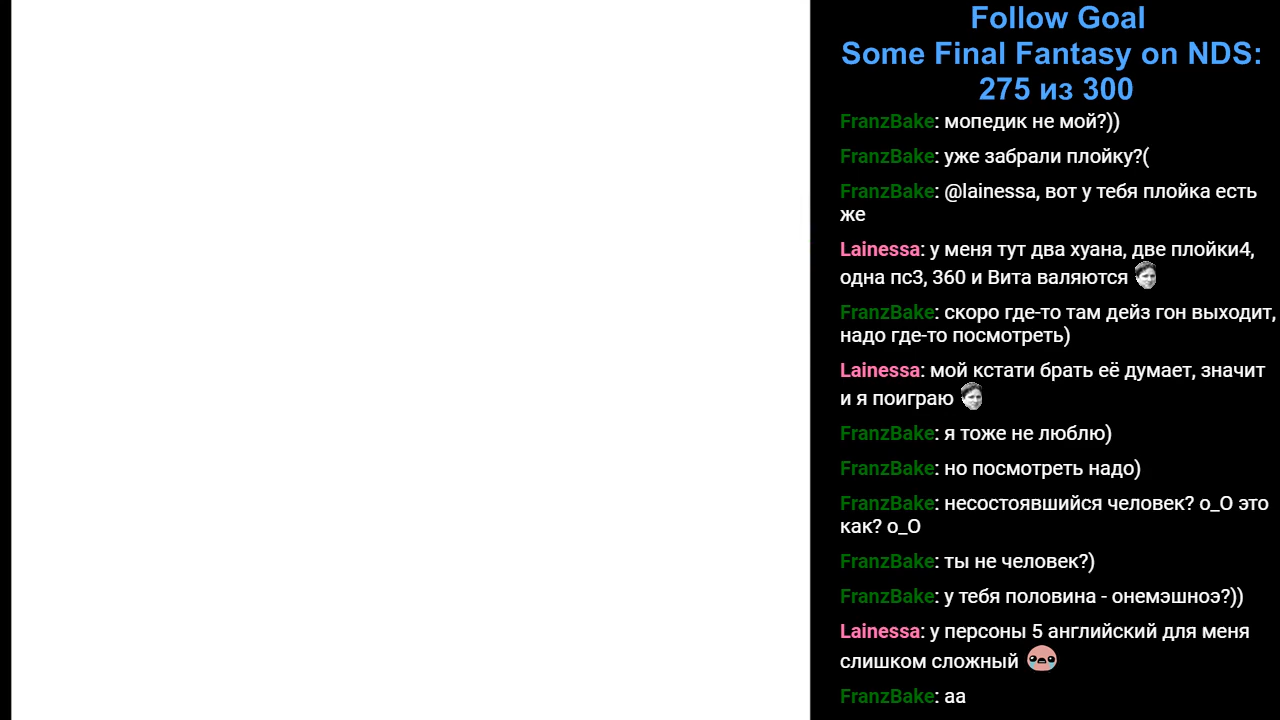 Follow Goal
Some Final Fantasy on NDS:
275 из 300
FranzBake: мопедик не мой?))
FranzBake: уже забрали плойку?(
FranzBake: @lainessa, вот у тебя плойка есть
же
Lainessa: у меня тут два хуана, две плойки4,
одна пс3, 360 и Вита валяются
FranzBake: скоро где-то там дейз гон выходит,
надо где-то посмотреть)
Lainessa: мой кстати брать её думает, значит
и я поиграю
FranzBake: я тоже не люблю)
FranzBake: но посмотреть надо)
FranzBake: несостоявшийся человек? о_О это
как? о_О
FranzBake: ты не человек?)
FranzBake: у тебя половина - онемэшноэ?))
Lainessa: у персоны 5 английский для меня
слишком сложный
FranzBake: аа